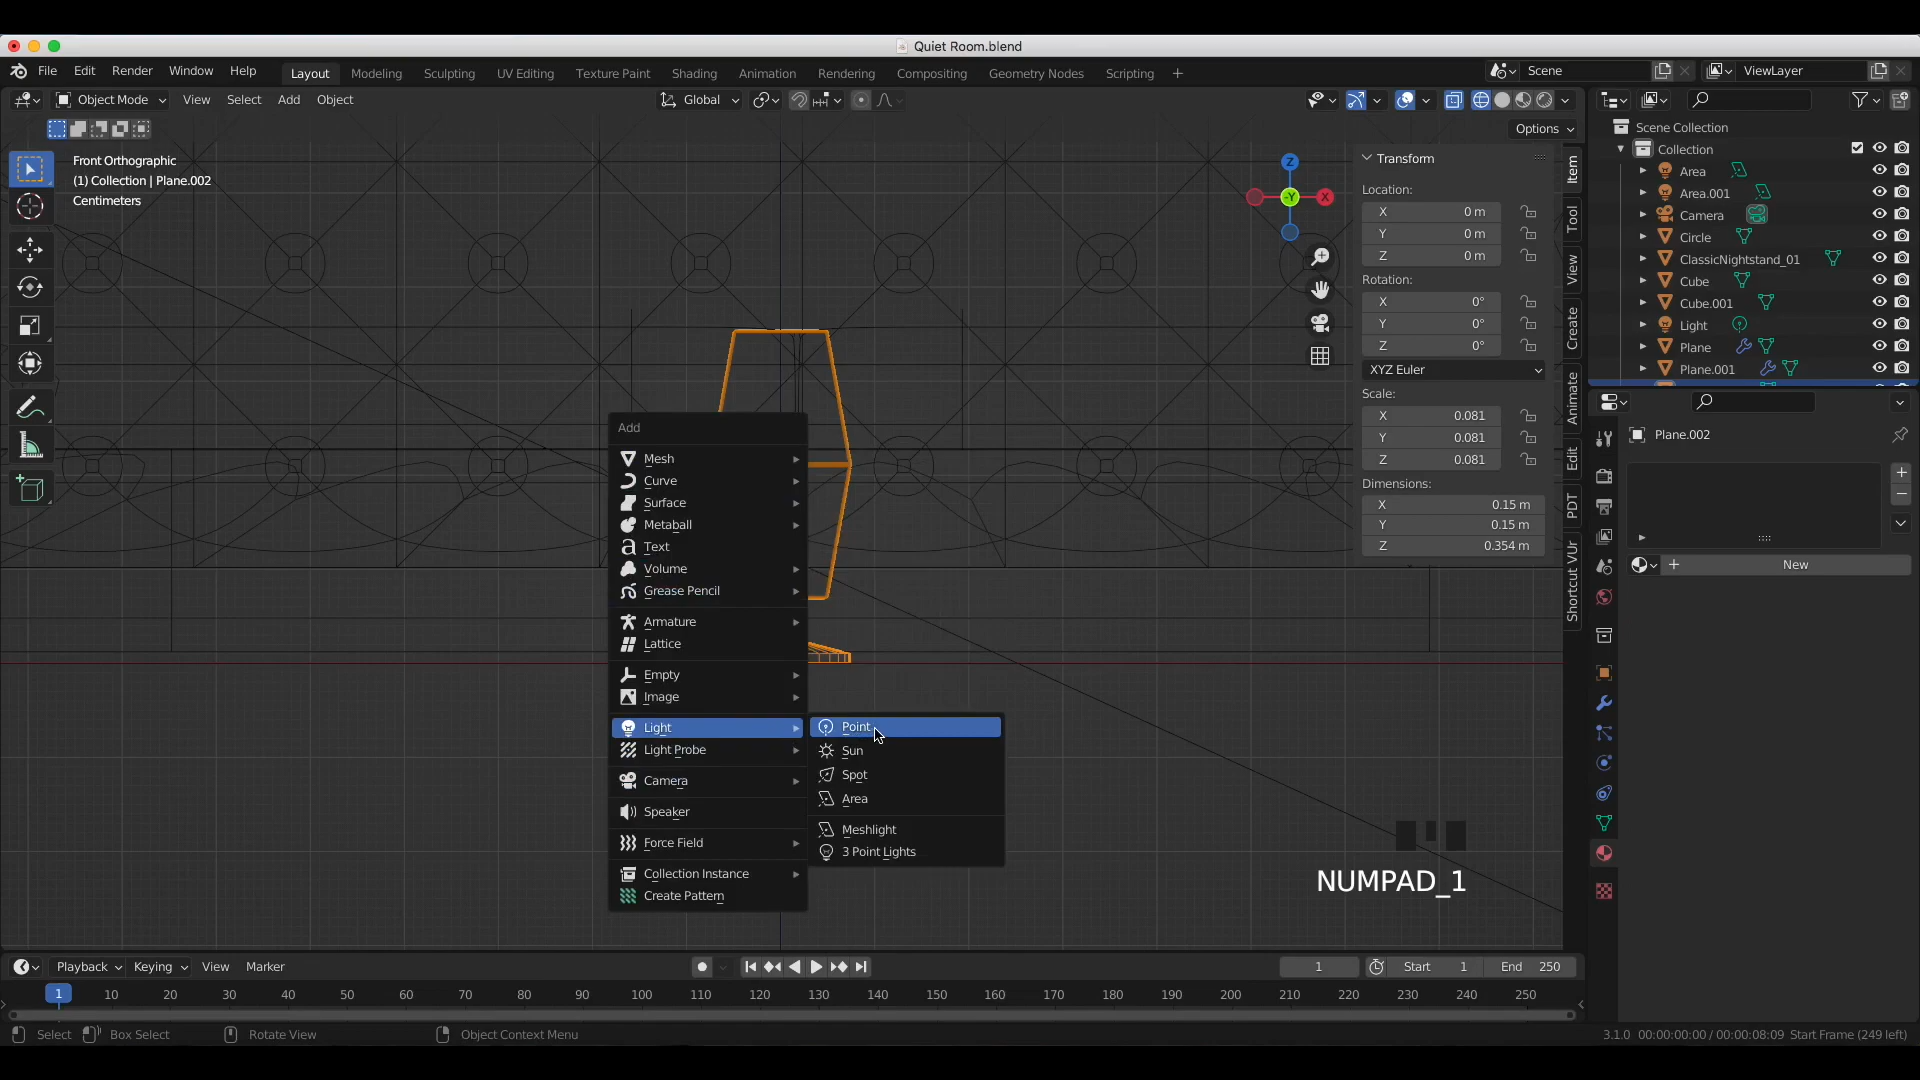 Quiet Room.blend
File Edit Render Window Help Layout Modeling Sculpting UV Editing Texture Paint Shading Animation Rendering Compositing Geometry Nodes Scripting + Scene ViewLayer
Object Mode View Select Add Object Global
Options
Front Orthographic
(1) Collection | Plane.002
Centimeters
Z
-Y
X
Transform
Location:
X 0 m
Y 0 m
Z 0 m
Rotation:
X 0°
Y 0°
Z 0°
XYZ Euler
Scale:
X 0.081
Y 0.081
Z 0.081
Dimensions:
X 0.15 m
Y 0.15 m
Z 0.354 m
Item
Tool
View
Create
Animate
Edit
PDT
Shortcut VUr
Scene Collection
Collection
Area
Area.001
Camera
Circle
ClassicNightstand_01
Cube
Cube.001
Light
Plane
Plane.001
Plane.002
New
Add
Mesh
Curve
Surface
Metaball
Text
Volume
Grease Pencil
Armature
Lattice
Empty
Image
Light
Light Probe
Camera
Speaker
Force Field
Collection Instance
Create Pattern
Point
Sun
Spot
Area
Meshlight
3 Point Lights
NUMPAD_1
Playback Keying View Marker 1 Start 1 End 250
1 10 20 30 40 50 60 70 80 90 100 110 120 130 140 150 160 170 180 190 200 210 220 230 240 250
Select Box Select Rotate View Object Context Menu 3.1.0 00:00:00:00 / 00:00:08:09 Start Frame (249 left)